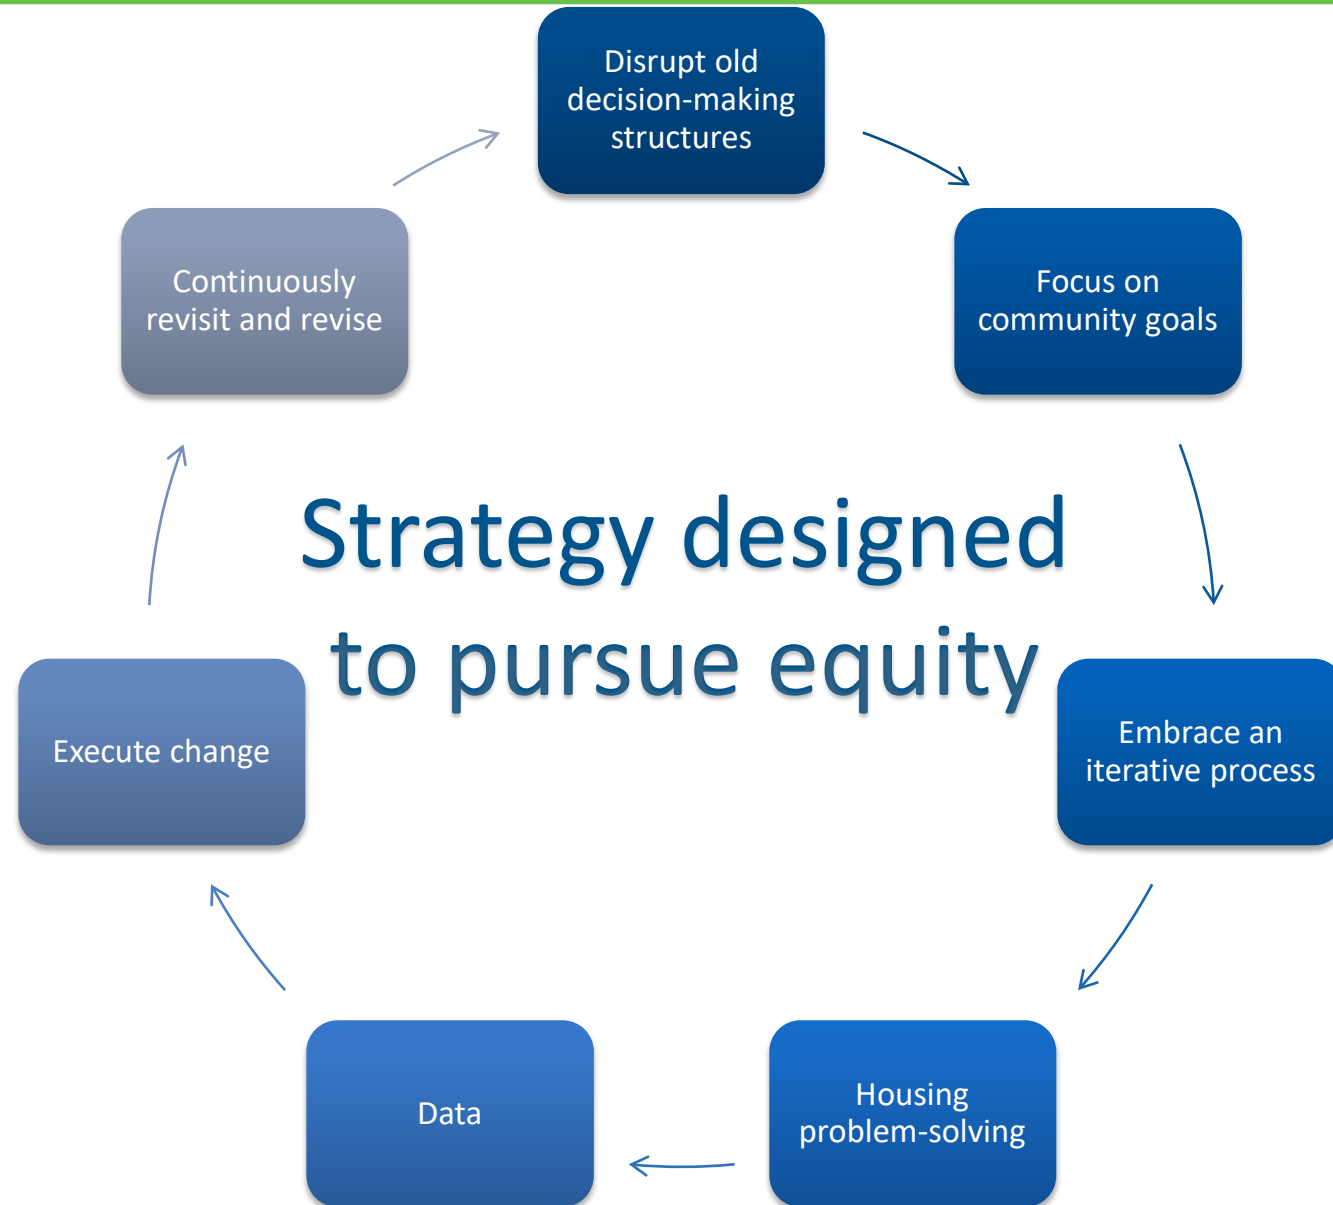 Disrupt old
decision-making
structures
Focus on
community goals
Embrace an
iterative process
Housing
problem-solving
Data
Execute change
Continuously
revisit and revise
Strategy designed
to pursue equity